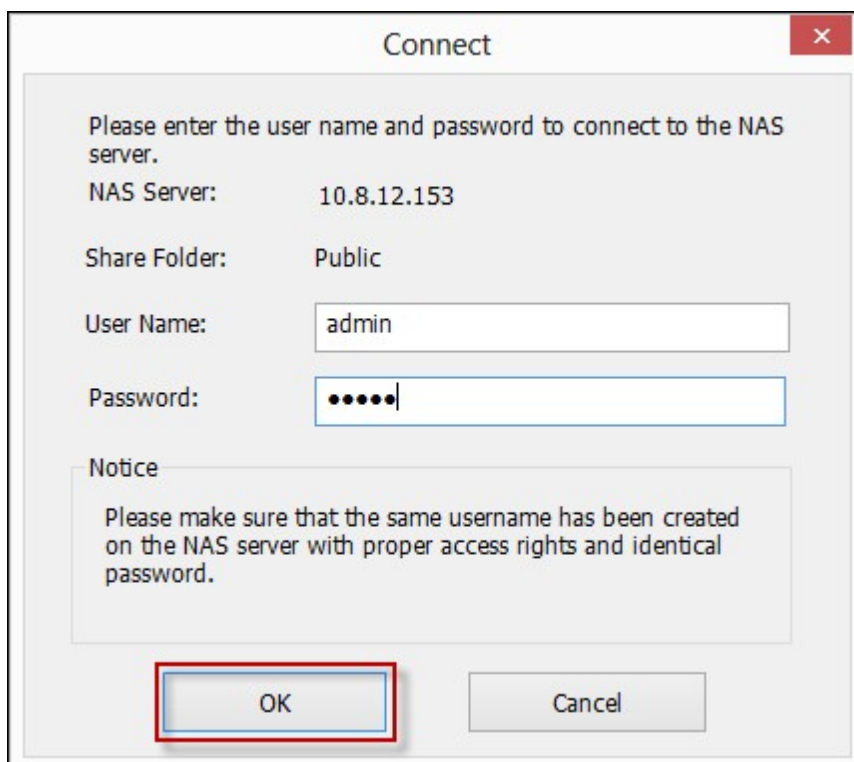 Connect
Please enter the user name and password to connect to the NAS
server.
NAS Server: 10.8.12.153
Share Folder: Public
User Name: admin
Password: •••••
Notice
Please make sure that the same username has been created
on the NAS server with proper access rights and identical
password.
OK Cancel